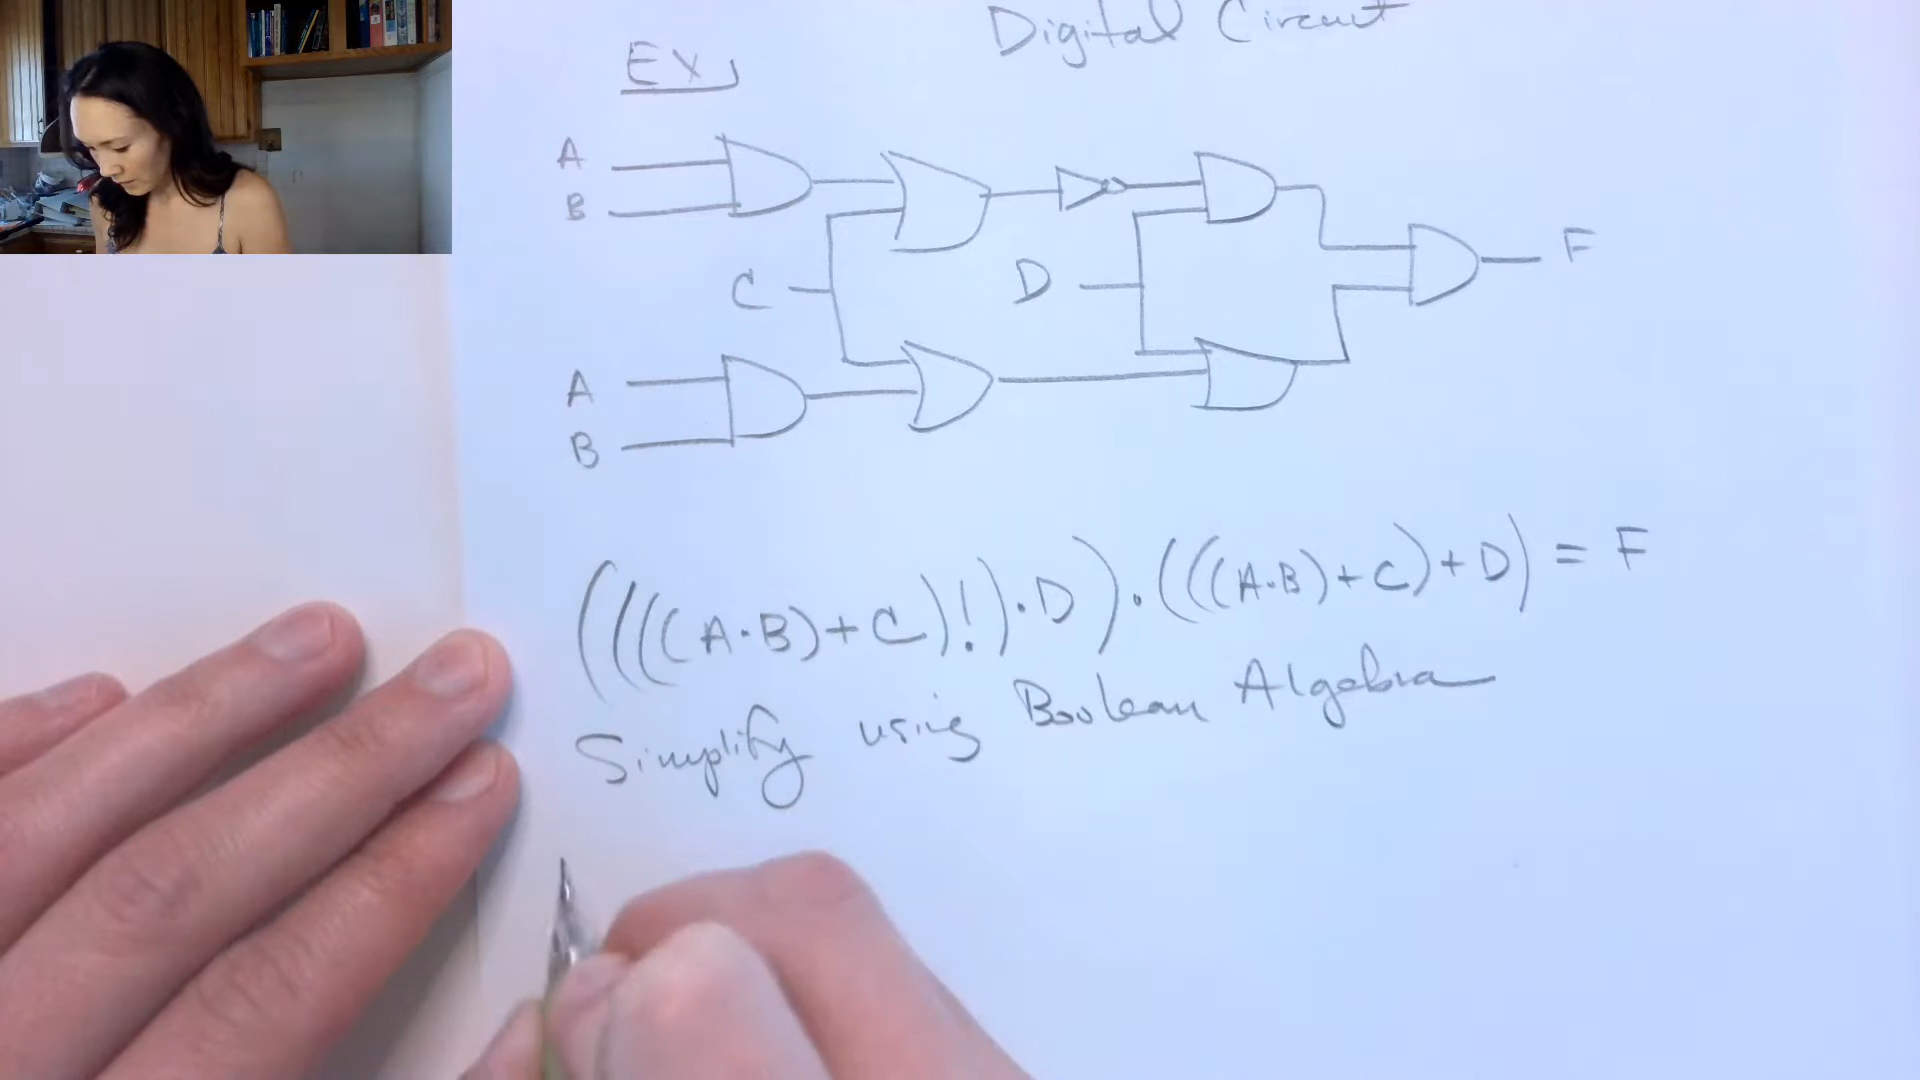 Digital Circuit
Ex,
A
B
C
D
F
A
B
((((A·B)+C)!)·D)·(((A·B)+C)+D) = F
Simplify using Boolean Algebra